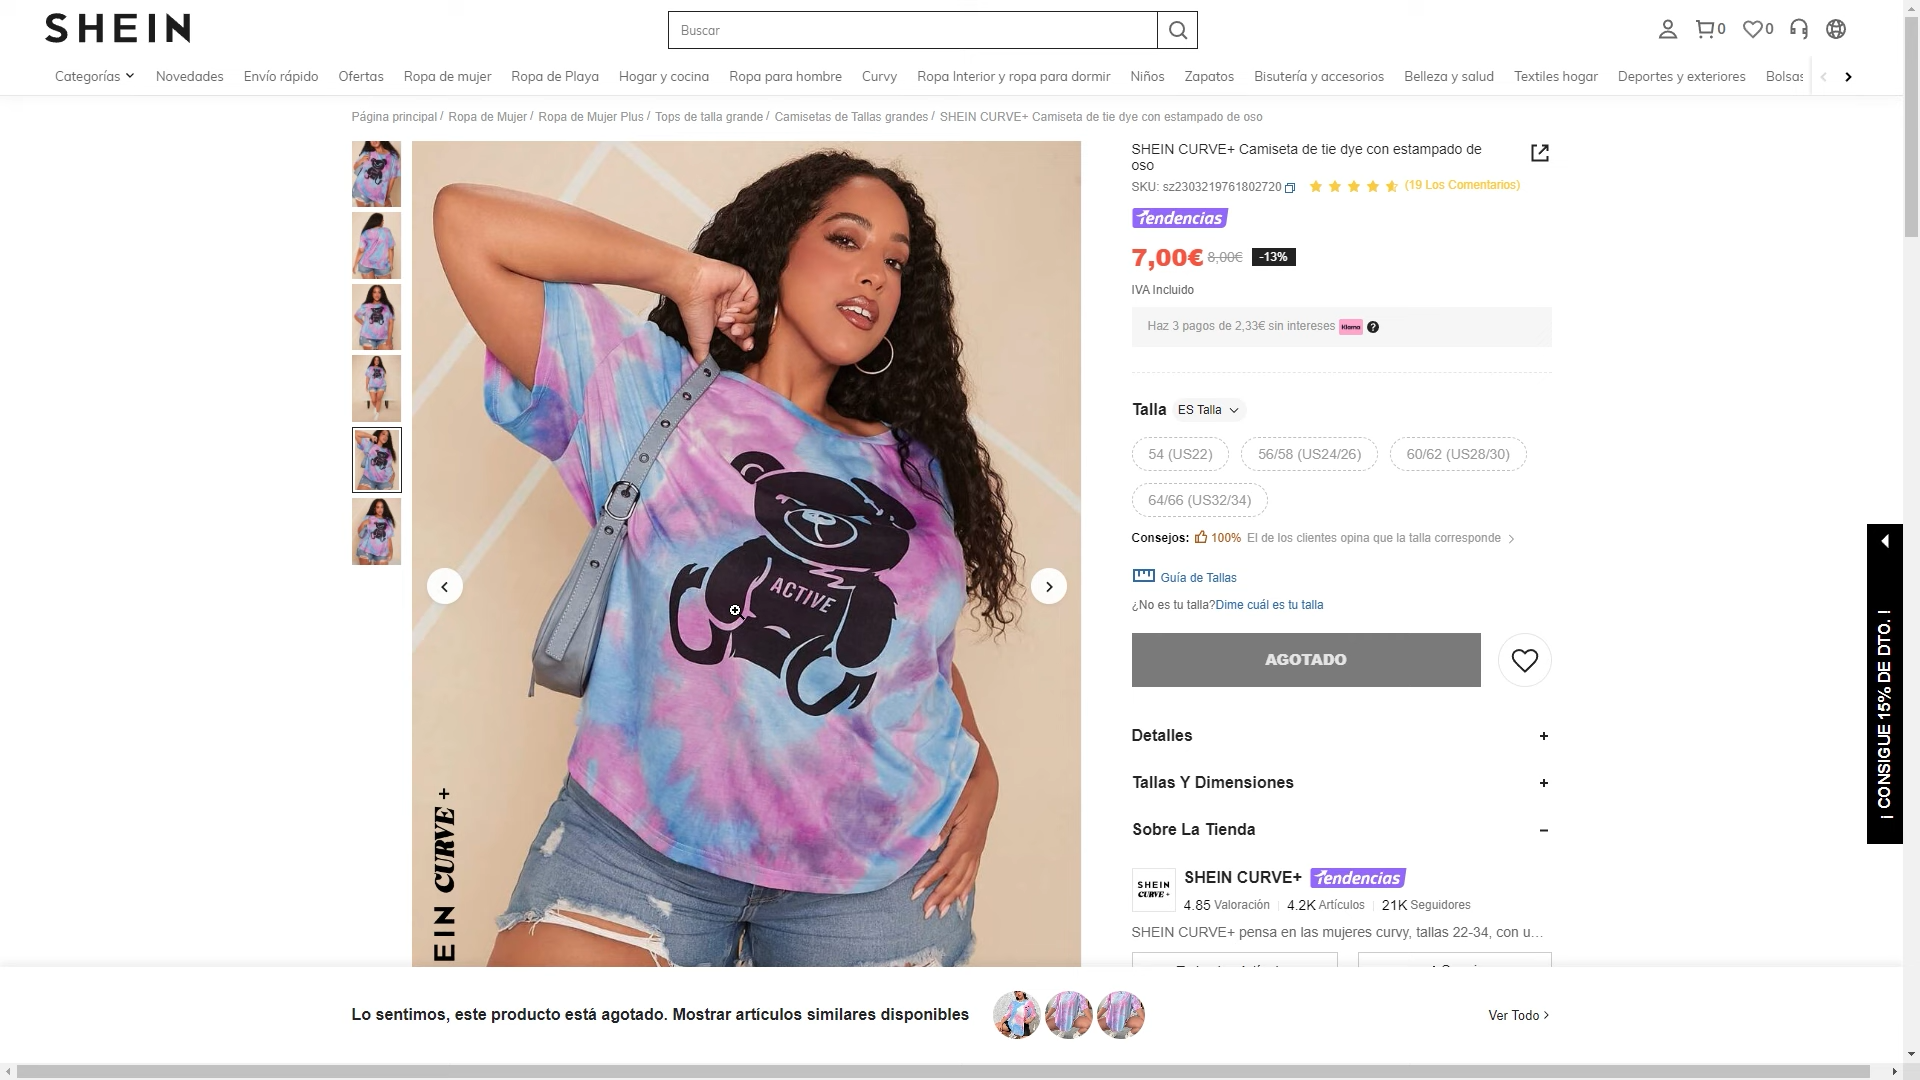 SHEIN
Buscar
0
0
Categorías
Novedades
Envío rápido
Ofertas
Ropa de mujer
Ropa de Playa
Hogar y cocina
Ropa para hombre
Curvy
Ropa Interior y ropa para dormir
Niños
Zapatos
Bisutería y accesorios
Belleza y salud
Textiles hogar
Deportes y exteriores
Bolsas
Página principal / Ropa de Mujer / Ropa de Mujer Plus / Tops de talla grande / Camisetas de Tallas grandes / SHEIN CURVE+ Camiseta de tie dye con estampado de oso
ACTIVE
EIN CURVE +
SHEIN CURVE+ Camiseta de tie dye con estampado de
oso
SKU: sz2303219761802720 (19 Los Comentarios)
Tendencias
7,00€ 8,00€ -13%
IVA Incluido
Haz 3 pagos de 2,33€ sin intereses Klarna ?
Talla ES Talla
54 (US22) 56/58 (US24/26) 60/62 (US28/30)
64/66 (US32/34)
Consejos: 100% El de los clientes opina que la talla corresponde
Guía de Tallas
¿No es tu talla?Dime cuál es tu talla
AGOTADO
Detalles +
Tallas Y Dimensiones +
Sobre La Tienda −
SHEIN CURVE+
SHEIN CURVE+ Tendencias
4.85 Valoración 4.2K Artículos 21K Seguidores
SHEIN CURVE+ pensa en las mujeres curvy, tallas 22-34, con u...
¡ CONSIGUE 15% DE DTO. !
Lo sentimos, este producto está agotado. Mostrar artículos similares disponibles
Ver Todo